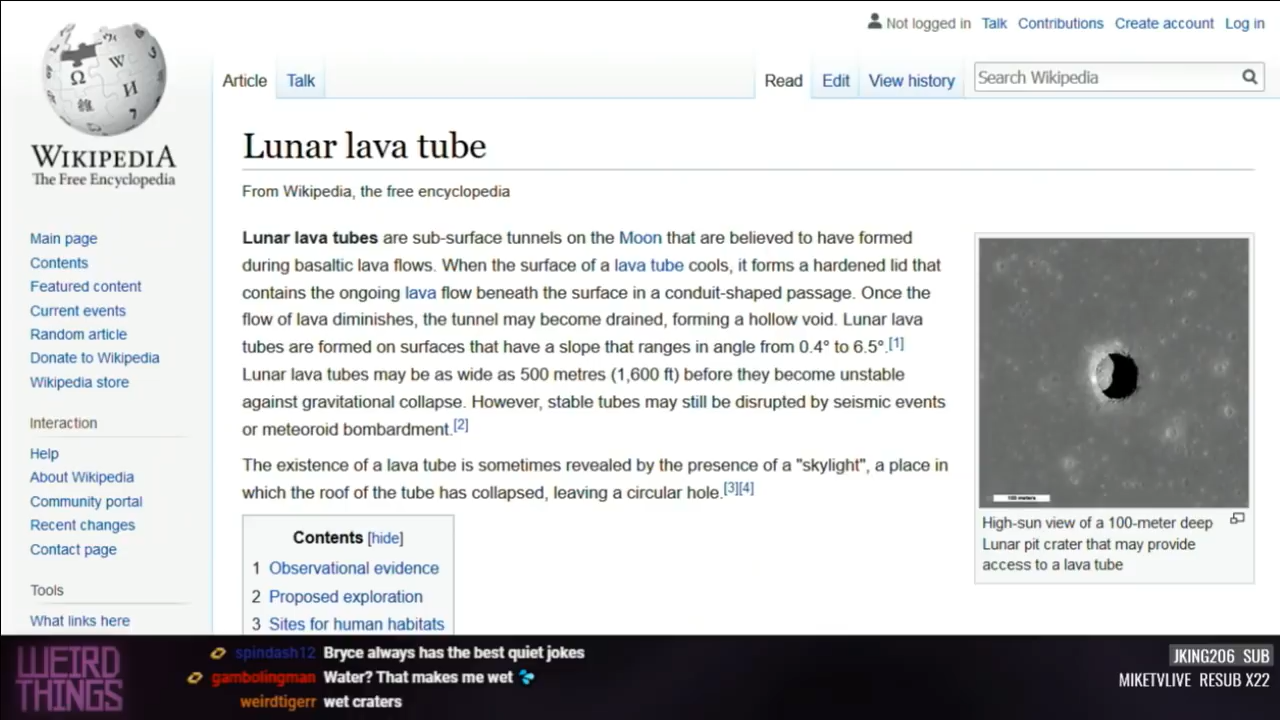 Not logged in Talk Contributions Create account Log in
Article Talk Read Edit View history Search Wikipedia
WIKIPEDIA
The Free Encyclopedia
Main page
Contents
Featured content
Current events
Random article
Donate to Wikipedia
Wikipedia store
Interaction
Help
About Wikipedia
Community portal
Recent changes
Contact page
Tools
What links here
Lunar lava tube
From Wikipedia, the free encyclopedia
Lunar lava tubes are sub-surface tunnels on the Moon that are believed to have formed
during basaltic lava flows. When the surface of a lava tube cools, it forms a hardened lid that
contains the ongoing lava flow beneath the surface in a conduit-shaped passage. Once the
flow of lava diminishes, the tunnel may become drained, forming a hollow void. Lunar lava
tubes are formed on surfaces that have a slope that ranges in angle from 0.4° to 6.5°.[1]
Lunar lava tubes may be as wide as 500 metres (1,600 ft) before they become unstable
against gravitational collapse. However, stable tubes may still be disrupted by seismic events
or meteoroid bombardment.[2]
The existence of a lava tube is sometimes revealed by the presence of a "skylight", a place in
which the roof of the tube has collapsed, leaving a circular hole.[3][4]
Contents [hide]
1 Observational evidence
2 Proposed exploration
3 Sites for human habitats
100 meters
High-sun view of a 100-meter deep
Lunar pit crater that may provide
access to a lava tube
WEIRD
THINGS
spindash12 Bryce always has the best quiet jokes
gambolingman Water? That makes me wet
weirdtigerr wet craters
JKING206 SUB
MIKETVLIVE RESUB X22